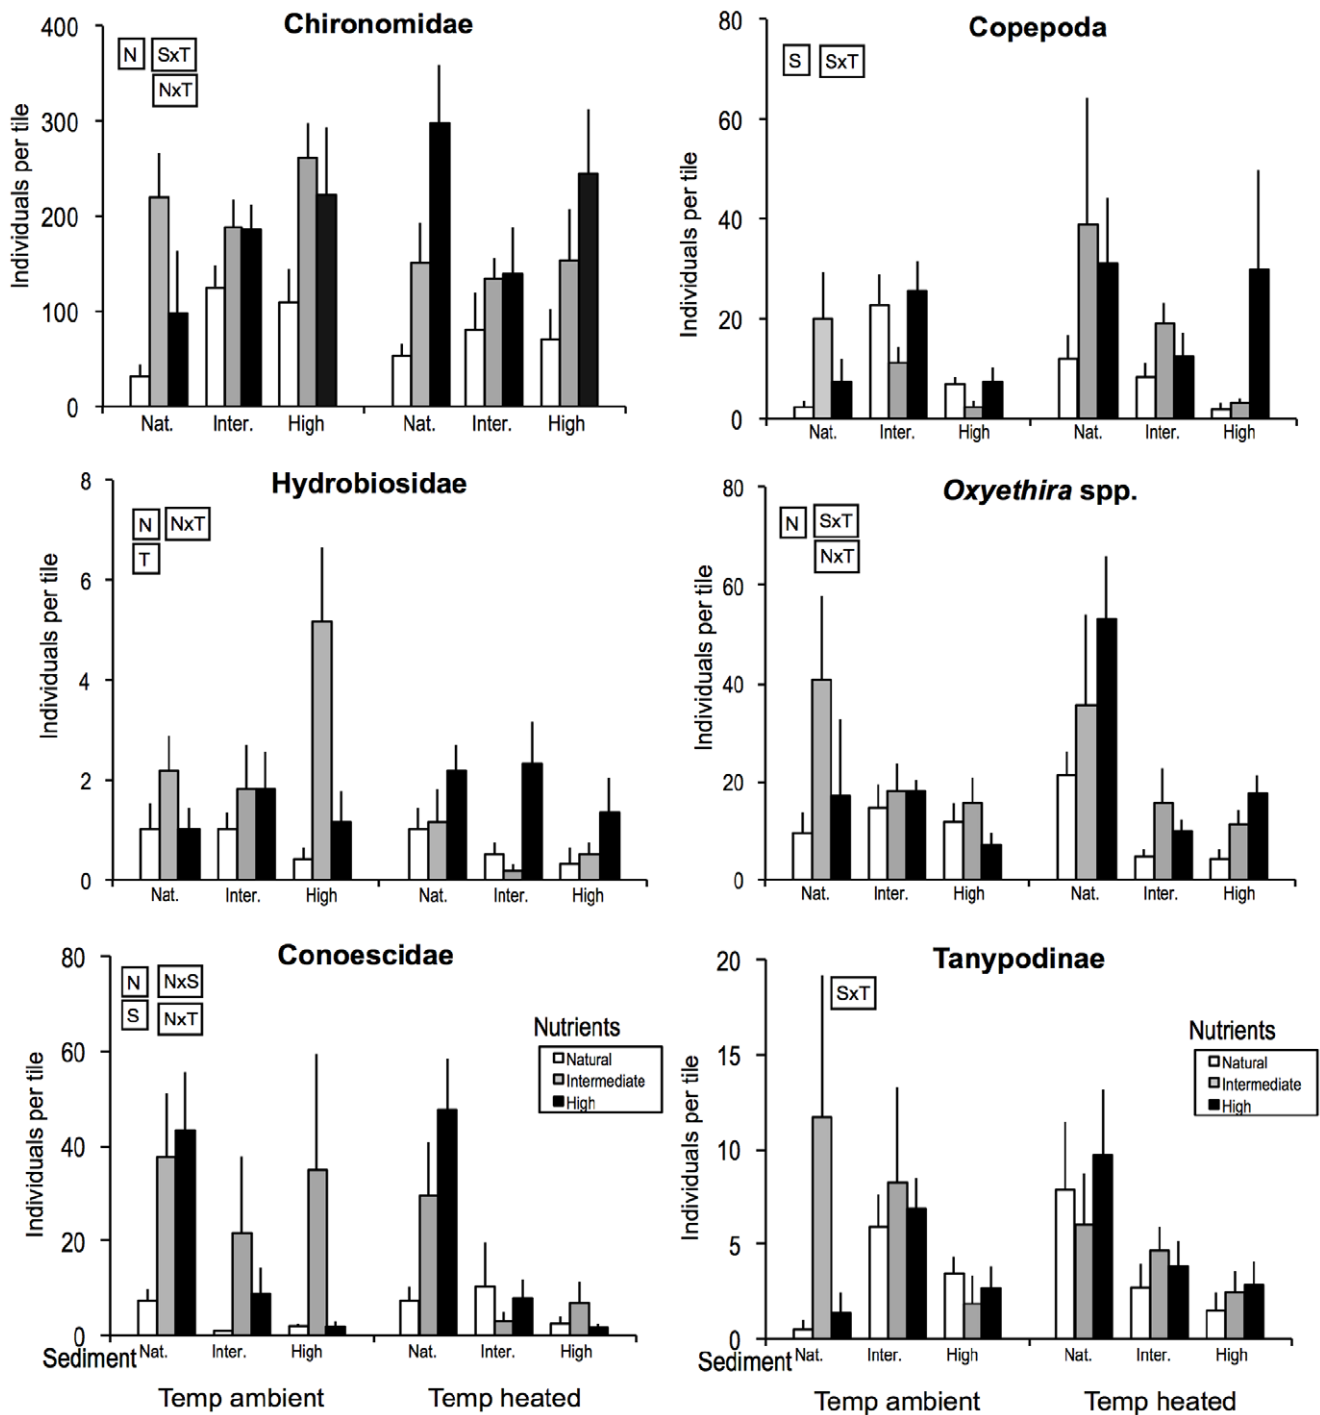 Chironomidae
N SxT
NxT
Individuals per tile
400
300
200
100
0
Nat. Inter. High Nat. Inter. High
Copepoda
S SxT
Individuals per tile
80
60
40
20
0
Nat. Inter. High Nat. Inter. High
Hydrobiosidae
N NxT
T
Individuals per tile
8
6
4
2
0
Nat. Inter. High Nat. Inter. High
Oxyethira spp.
N SxT
NxT
Individuals per tile
80
60
40
20
0
Nat. Inter. High Nat. Inter. High
Conoescidae
N NxS
S NxT
Individuals per tile
80
60
40
20
0
Nutrients
Natural
Intermediate
High
Sediment Nat. Inter. High Nat. Inter. High
Temp ambient Temp heated
Tanypodinae
SxT
Individuals per tile
20
15
10
5
0
Nutrients
Natural
Intermediate
High
Sediment Nat. Inter. High Nat. Inter. High
Temp ambient Temp heated